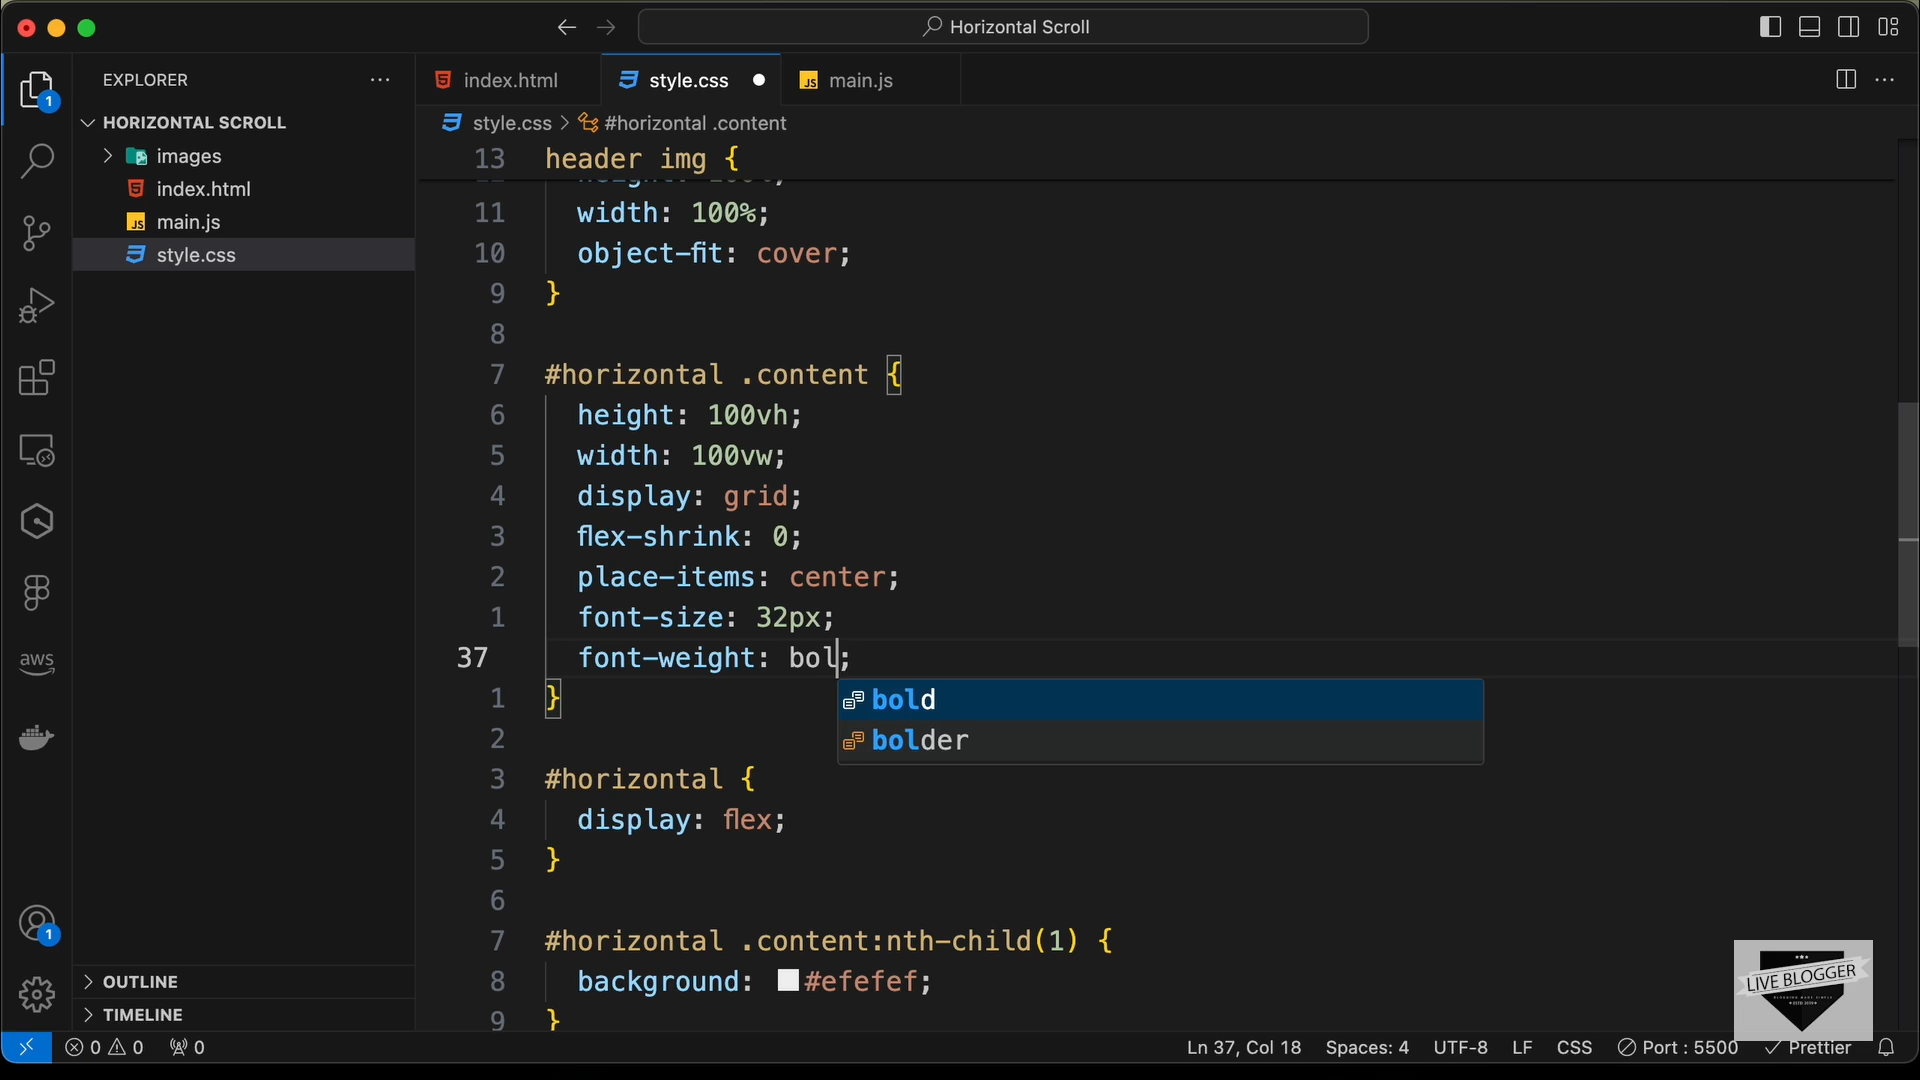 Horizontal Scroll
EXPLORER
HORIZONTAL SCROLL
images
index.html
main.js
style.css
OUTLINE
TIMELINE
1
aws
1
index.html
style.css
main.js
style.css > #horizontal .content
13 header img {
11 width: 100%;
10 object-fit: cover;
9 }
8
7 #horizontal .content {
6 height: 100vh;
5 width: 100vw;
4 display: grid;
3 flex-shrink: 0;
2 place-items: center;
1 font-size: 32px;
37 font-weight: bol;
bold
bolder
1 }
2
3 #horizontal {
4 display: flex;
5 }
6
7 #horizontal .content:nth-child(1) {
8 background: #efefef;
9 }
LIVE BLOGGER
0 0 0
Ln 37, Col 18 Spaces: 4 UTF-8 LF CSS Port : 5500 Prettier